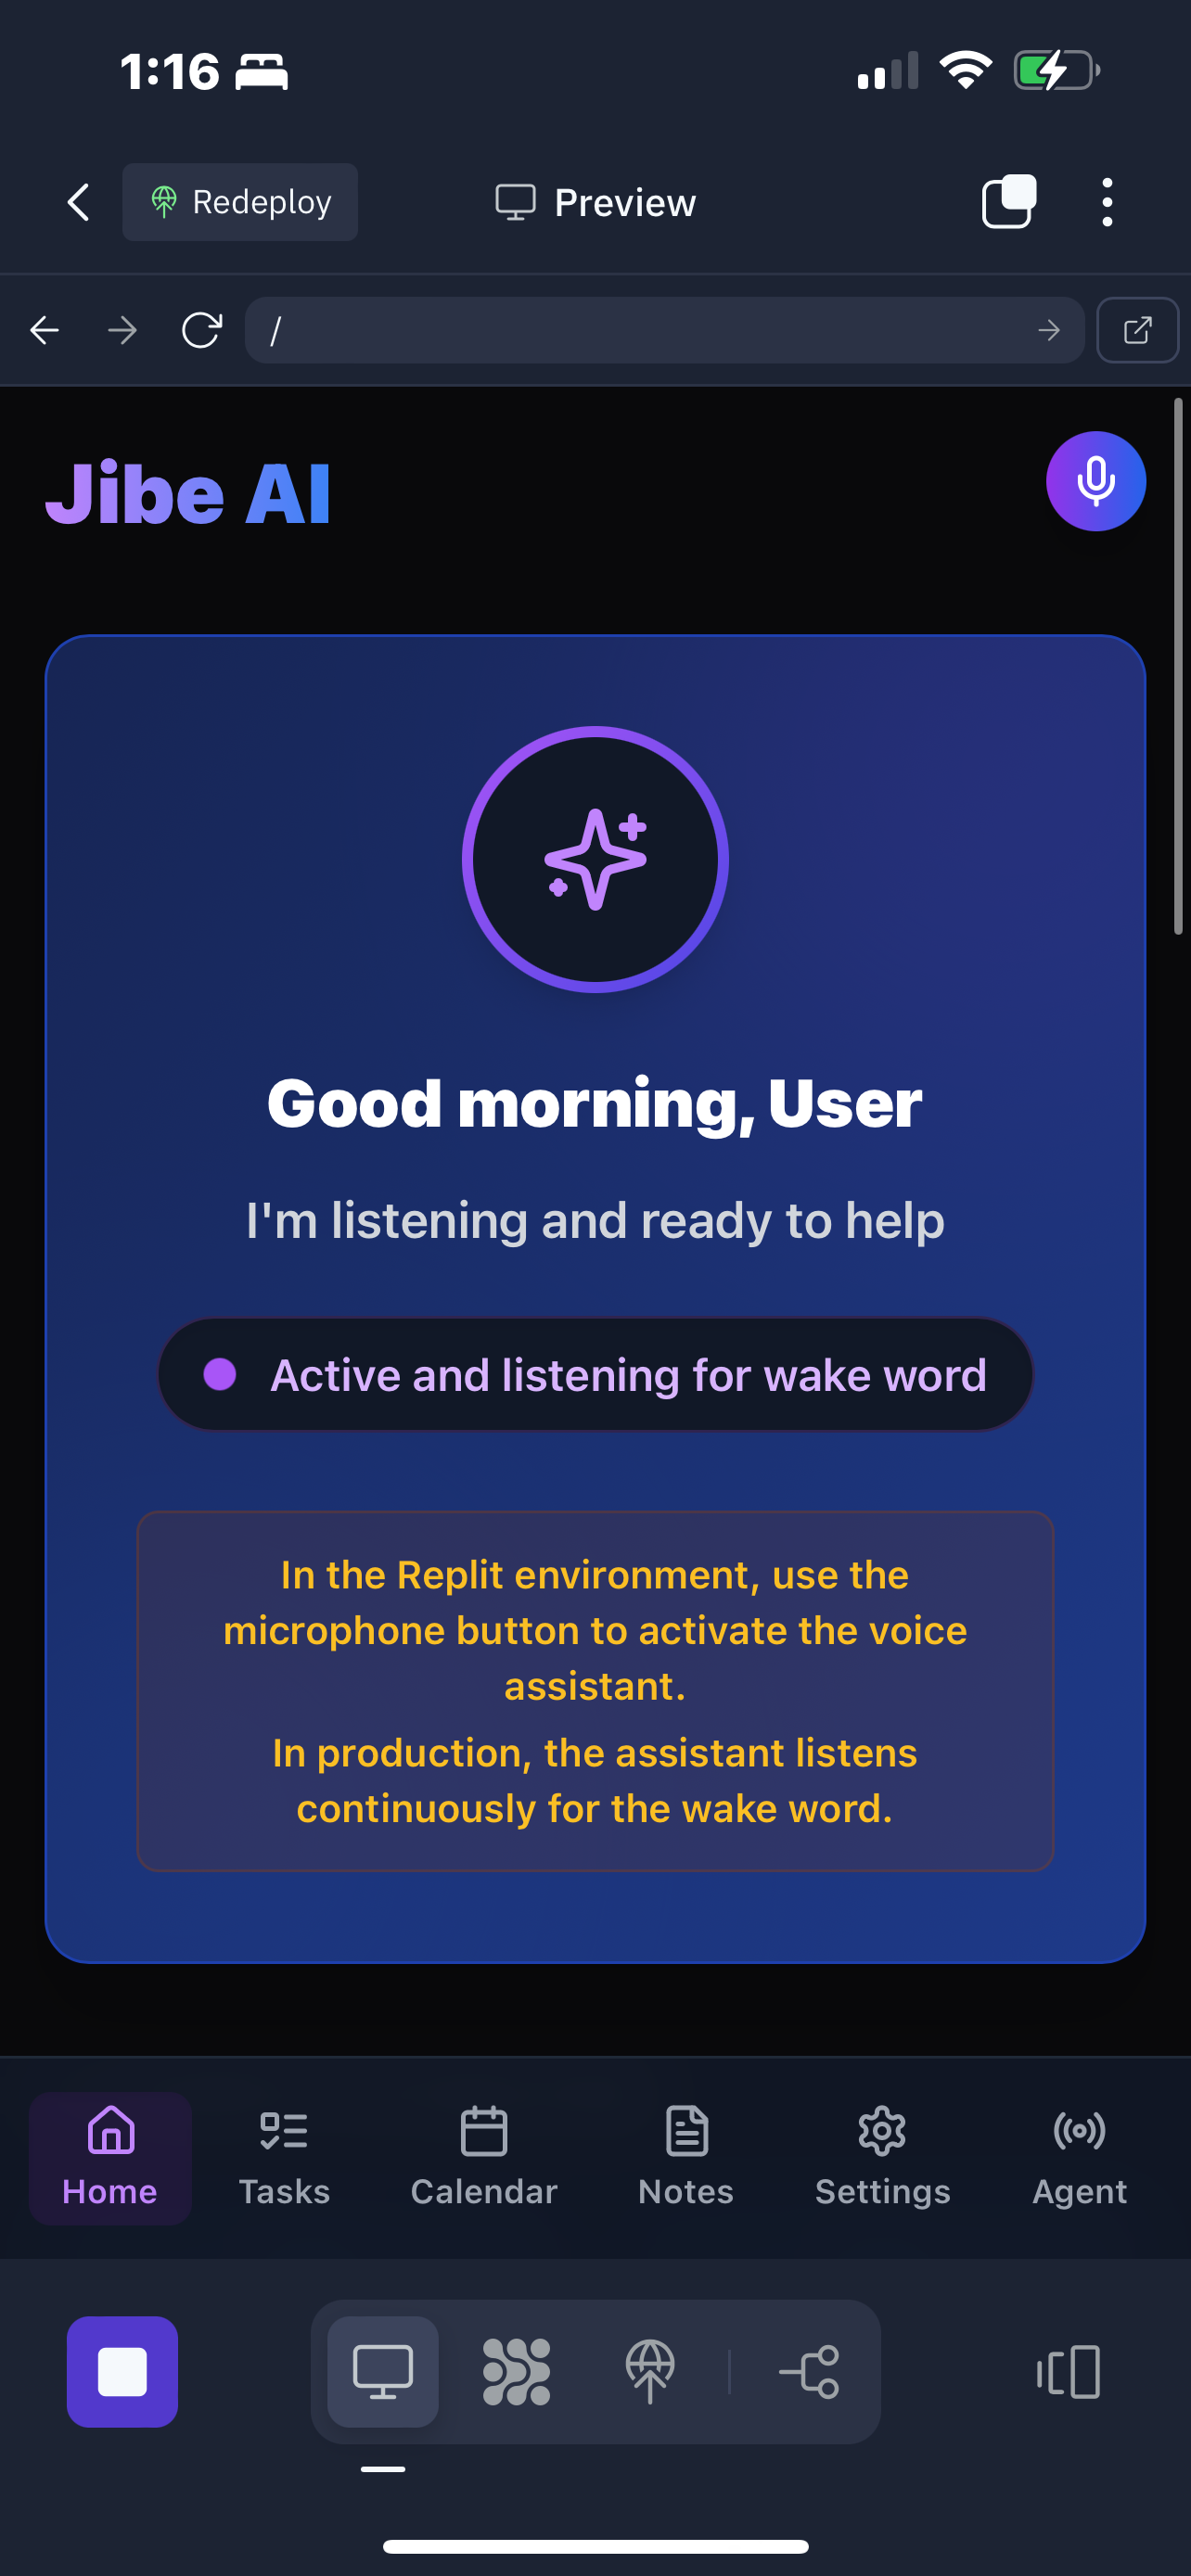 1:16
Redeploy
Preview
/
Jibe AI
Good morning, User
I'm listening and ready to help
Active and listening for wake word
In the Replit environment, use the
microphone button to activate the voice
assistant.
In production, the assistant listens
continuously for the wake word.
Home
Tasks
Calendar
Notes
Settings
Agent